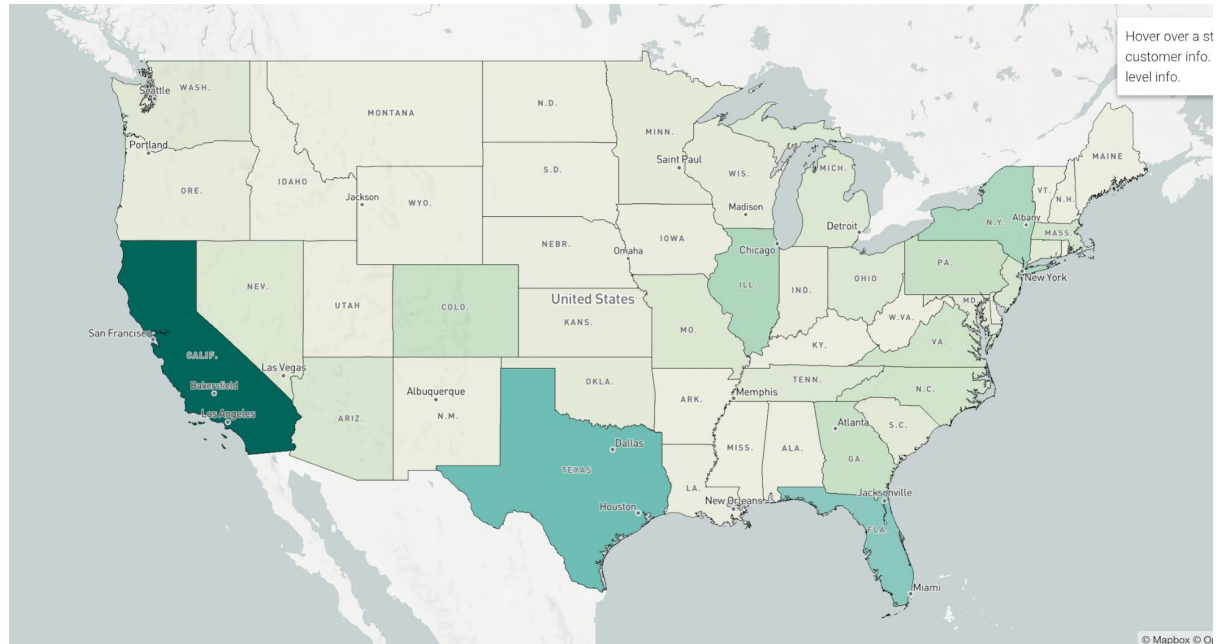 Hover over a st
customer info.
level info.
WASH.
Seattle
MONTANA
N.D.
MINN.
Portland
ORE.
IDAHO
Jackson
WYO.
S.D.
Saint Paul
WIS.
Madison
MICH.
Detroit
MAINE
VT.
N.H.
N.Y.
Albany
MASS.
NEBR.
Omaha
IOWA
Chicago
ILL.
IND.
OHIO
PA.
New York
NEV.
UTAH
COLO.
United States
KANS.
MO.
KY.
W.VA.
MD.
VA.
San Francisco
CALIF.
Las Vegas
Bakersfield
Los Angeles
ARIZ.
Albuquerque
N.M.
OKLA.
ARK.
Memphis
TENN.
N.C.
S.C.
Atlanta
GA.
Dallas
TEXAS
Houston
LA.
New Orleans
MISS.
ALA.
Jacksonville
FLA.
Miami
© Mapbox © O